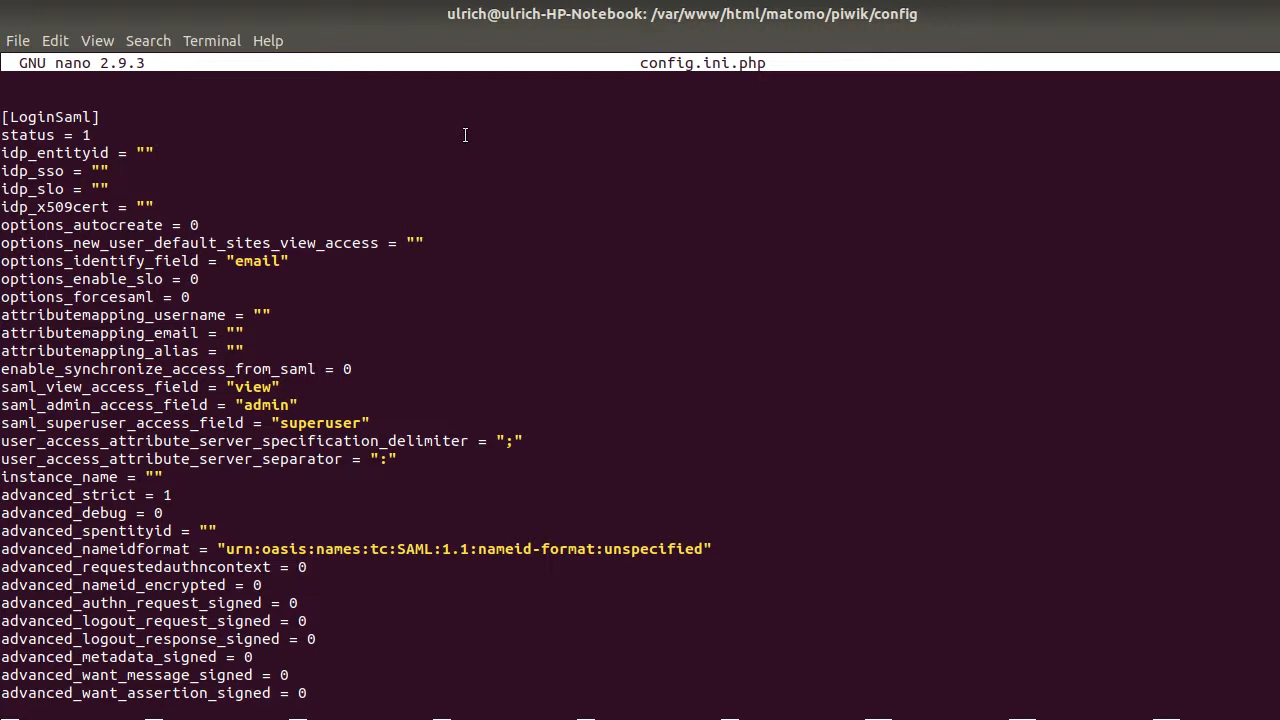 ulrich@ulrich-HP-Notebook: /var/www/html/matomo/piwik/config
File Edit View Search Terminal Help
GNU nano 2.9.3 config.ini.php
[LoginSaml]
status = 1
idp_entityid = ""
idp_sso = ""
idp_slo = ""
idp_x509cert = ""
options_autocreate = 0
options_new_user_default_sites_view_access = ""
options_identify_field = "email"
options_enable_slo = 0
options_forcesaml = 0
attributemapping_username = ""
attributemapping_email = ""
attributemapping_alias = ""
enable_synchronize_access_from_saml = 0
saml_view_access_field = "view"
saml_admin_access_field = "admin"
saml_superuser_access_field = "superuser"
user_access_attribute_server_specification_delimiter = ";"
user_access_attribute_server_separator = ":"
instance_name = ""
advanced_strict = 1
advanced_debug = 0
advanced_spentityid = ""
advanced_nameidformat = "urn:oasis:names:tc:SAML:1.1:nameid-format:unspecified"
advanced_requestedauthncontext = 0
advanced_nameid_encrypted = 0
advanced_authn_request_signed = 0
advanced_logout_request_signed = 0
advanced_logout_response_signed = 0
advanced_metadata_signed = 0
advanced_want_message_signed = 0
advanced_want_assertion_signed = 0